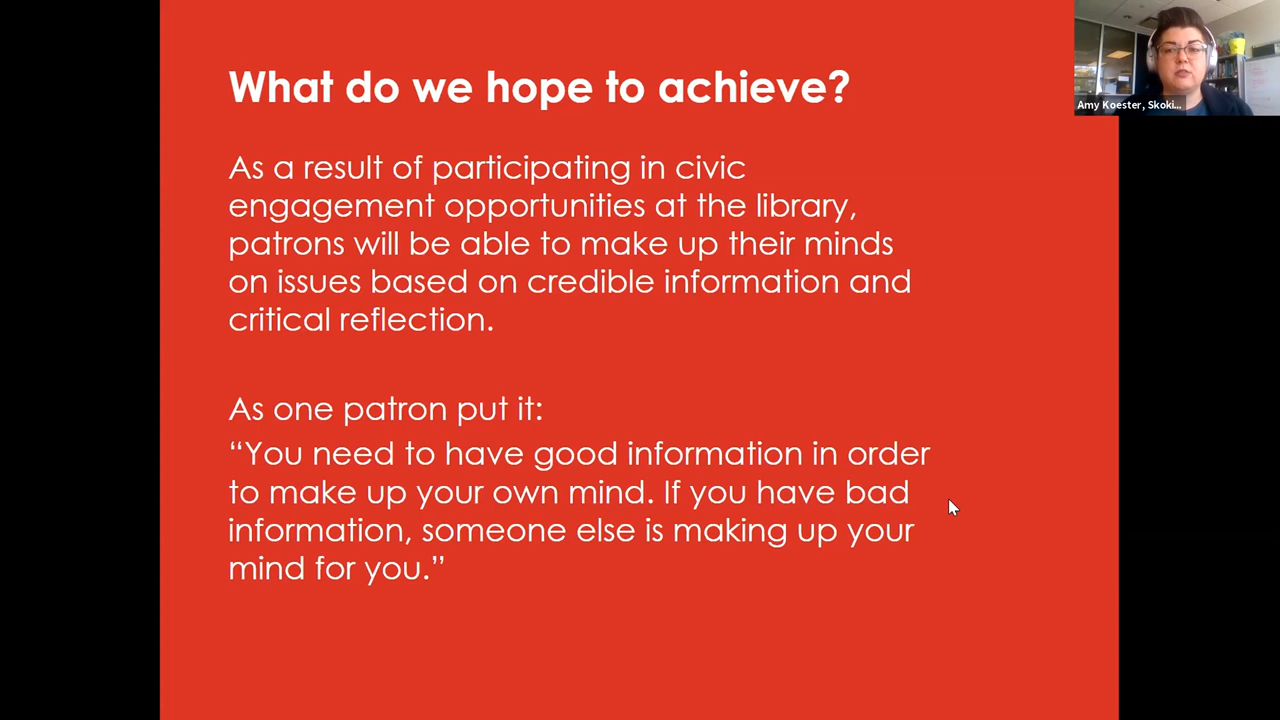 What do we hope to achieve?
As a result of participating in civic
engagement opportunities at the library,
patrons will be able to make up their minds
on issues based on credible information and
critical reflection.
As one patron put it:
“You need to have good information in order
to make up your own mind. If you have bad
information, someone else is making up your
mind for you.”
Amy Koester, Skoki...